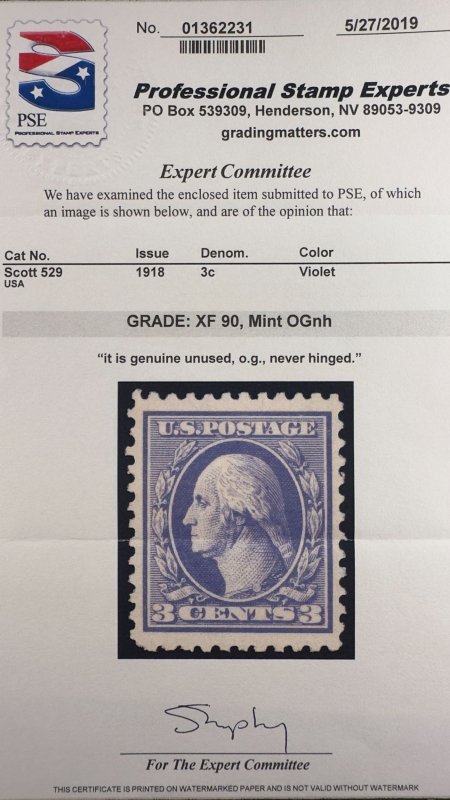 No. 01362231 5/27/2019
PSE
PROFESSIONAL STAMP EXPERTS
Professional Stamp Experts
PO Box 539309, Henderson, NV 89053-9309
gradingmatters.com
Expert Committee
We have examined the enclosed item submitted to PSE, of which
an image is shown below, and are of the opinion that:
Cat No. Issue Denom. Color
Scott 529 1918 3c Violet
USA
GRADE: XF 90, Mint OGnh
“it is genuine unused, o.g., never hinged.”
U.S. POSTAGE
3 CENTS 3
For The Expert Committee
THIS CERTIFICATE IS PRINTED ON WATERMARKED PAPER AND IS NOT VALID WITHOUT WATERMARK